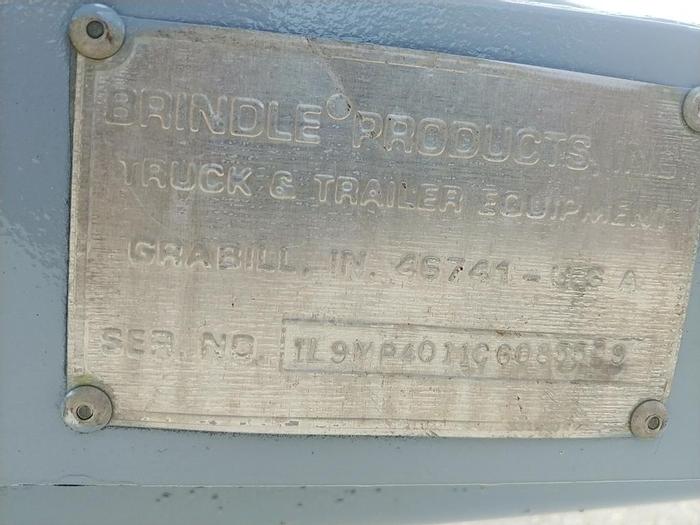 BRINDLE PRODUCTS, INC
TRUCK & TRAILER EQUIPMENT
GRABILL, IN. 46741 - U S A
SER. NO.